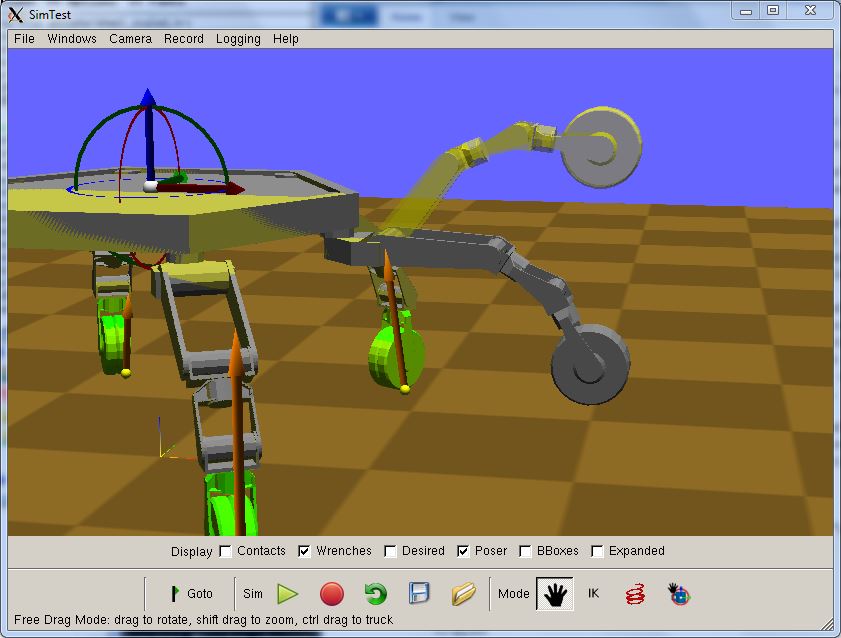 SimTest
File Windows Camera Record Logging Help
Display Contacts Wrenches Desired Poser BBoxes Expanded
Goto Sim Mode IK
Free Drag Mode: drag to rotate, shift drag to zoom, ctrl drag to truck